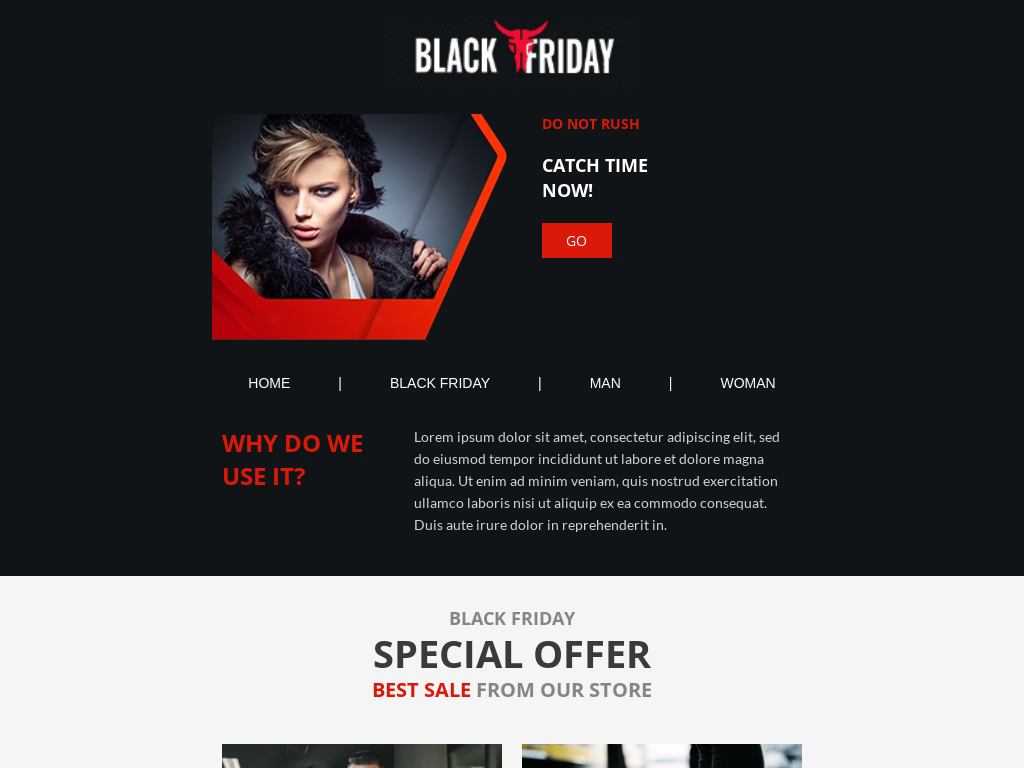 BLACK FRIDAY
DO NOT RUSH
CATCH TIME
NOW!
GO
HOME | BLACK FRIDAY | MAN | WOMAN
WHY DO WE
USE IT?
Lorem ipsum dolor sit amet, consectetur adipiscing elit, sed
do eiusmod tempor incididunt ut labore et dolore magna
aliqua. Ut enim ad minim veniam, quis nostrud exercitation
ullamco laboris nisi ut aliquip ex ea commodo consequat.
Duis aute irure dolor in reprehenderit in.
BLACK FRIDAY
SPECIAL OFFER
BEST SALE FROM OUR STORE